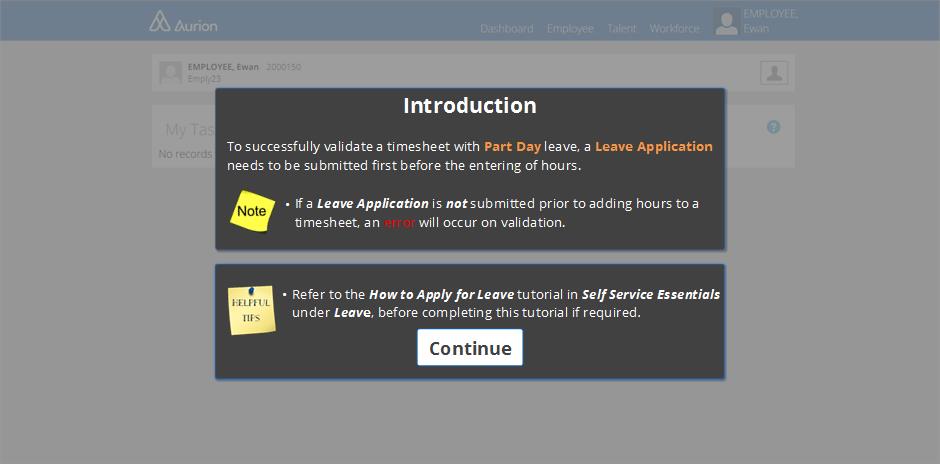 Aurion
Dashboard Employee Talent Workforce
EMPLOYEE,
Ewan
EMPLOYEE, Ewan 2000150
Emply23
My Tas
No records
?
Introduction
To successfully validate a timesheet with Part Day leave, a Leave Application
needs to be submitted first before the entering of hours.
Note
• If a Leave Application is not submitted prior to adding hours to a
timesheet, an error will occur on validation.
HELPFUL
TIPS
• Refer to the How to Apply for Leave tutorial in Self Service Essentials
under Leave, before completing this tutorial if required.
Continue